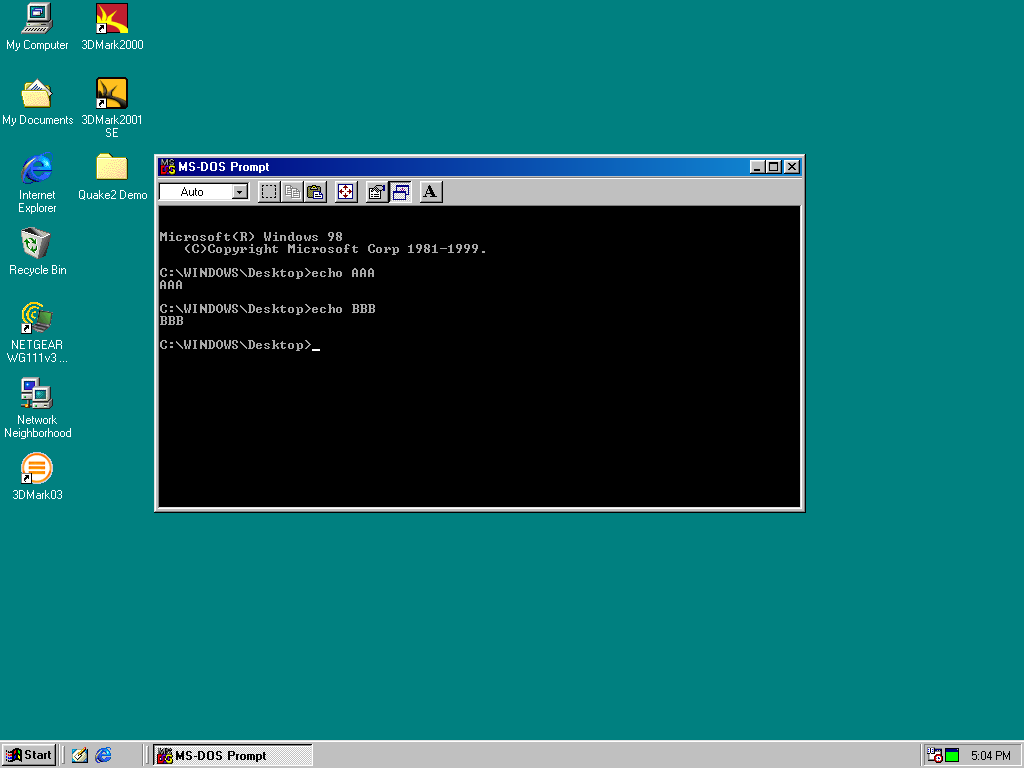 My Computer
3DMark2000
My Documents
3DMark2001
SE
Internet
Explorer
Quake2 Demo
Recycle Bin
NETGEAR
WG111v3 ...
Network
Neighborhood
3DMark03
MS-DOS Prompt
Auto
A
Microsoft(R) Windows 98
(C)Copyright Microsoft Corp 1981-1999.
C:\WINDOWS\Desktop>echo AAA
AAA
C:\WINDOWS\Desktop>echo BBB
BBB
C:\WINDOWS\Desktop>_
Start
MS-DOS Prompt
5:04 PM